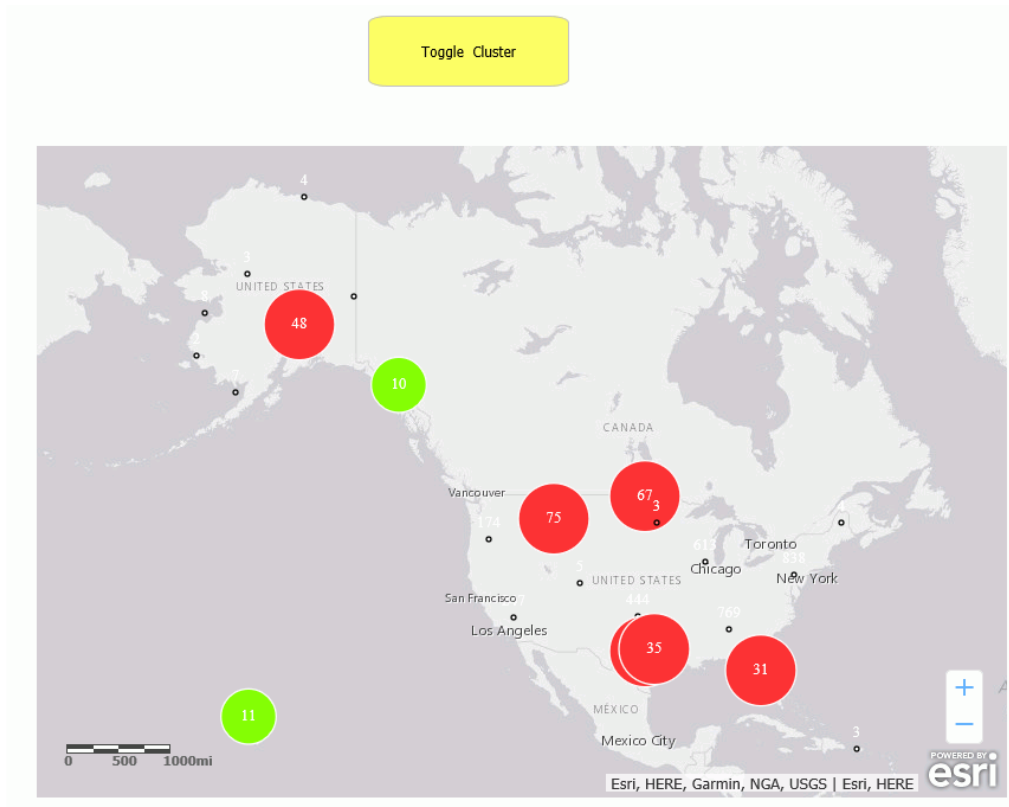 Toggle Cluster
4
3
UNITED STATES
8
48
2
7
10
CANADA
Vancouver
67
3
75
174
4
613
Toronto
838
Chicago
New York
5
UNITED STATES
San Francisco
444
769
Los Angeles
35
31
MÉXICO
11
Mexico City
3
+
−
0 500 1000mi
POWERED BY
esri
Esri, HERE, Garmin, NGA, USGS | Esri, HERE